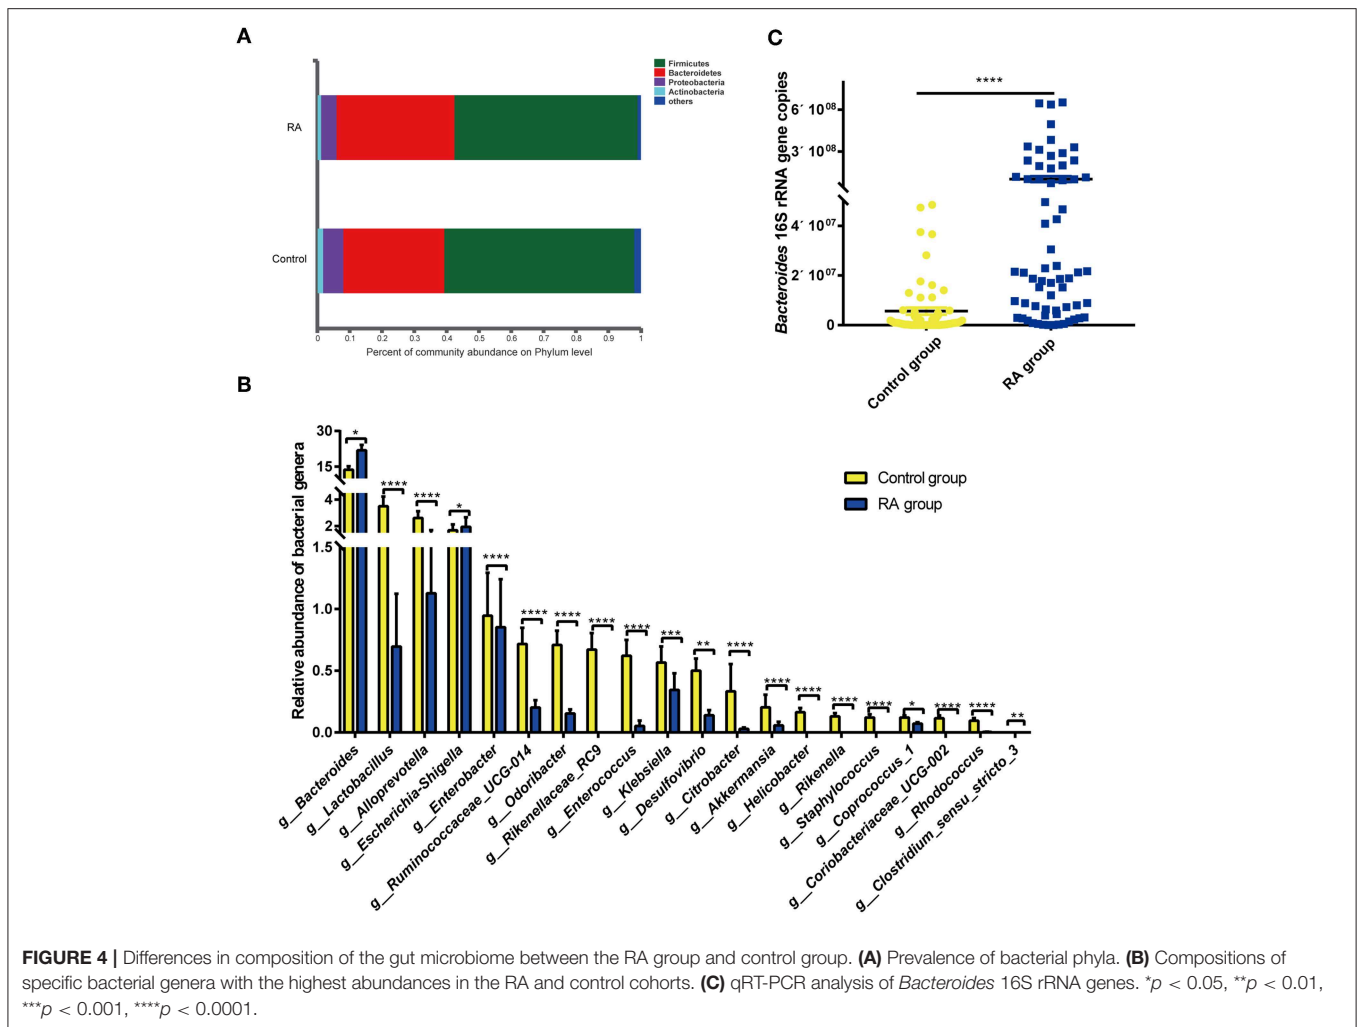 A
Firmicutes
Bacteroidetes
Proteobacteria
Actinobacteria
others
RA
Control
0 0.1 0.2 0.3 0.4 0.5 0.6 0.7 0.8 0.9 1
Percent of community abundance on Phylum level
C
Bacteroides 16S rRNA gene copies
****
6´ 10⁰⁸
3´ 10⁰⁸
4´ 10⁰⁷
2´ 10⁰⁷
0
Control group
RA group
B
Relative abundance of bacterial genera
30
15
4
2
1.5
1.0
0.5
0.0
* **** **** * **** **** **** **** **** *** ** **** **** **** **** **** * **** **** **
Control group
RA group
g__Bacteroides
g__Lactobacillus
g__Alloprevotella
g__Escherichia-Shigella
g__Enterobacter
g__Ruminococcaceae_UCG-014
g__Odoribacter
g__Rikenellaceae_RC9
g__Enterococcus
g__Klebsiella
g__Desulfovibrio
g__Citrobacter
g__Akkermansia
g__Helicobacter
g__Rikenella
g__Staphylococcus
g__Coprococcus_1
g__Coriobacteriaceae_UCG-002
g__Rhodococcus
g__Clostridium_sensu_stricto_3
FIGURE 4 | Differences in composition of the gut microbiome between the RA group and control group. (A) Prevalence of bacterial phyla. (B) Compositions of
specific bacterial genera with the highest abundances in the RA and control cohorts. (C) qRT-PCR analysis of Bacteroides 16S rRNA genes. *p < 0.05, **p < 0.01,
***p < 0.001, ****p < 0.0001.